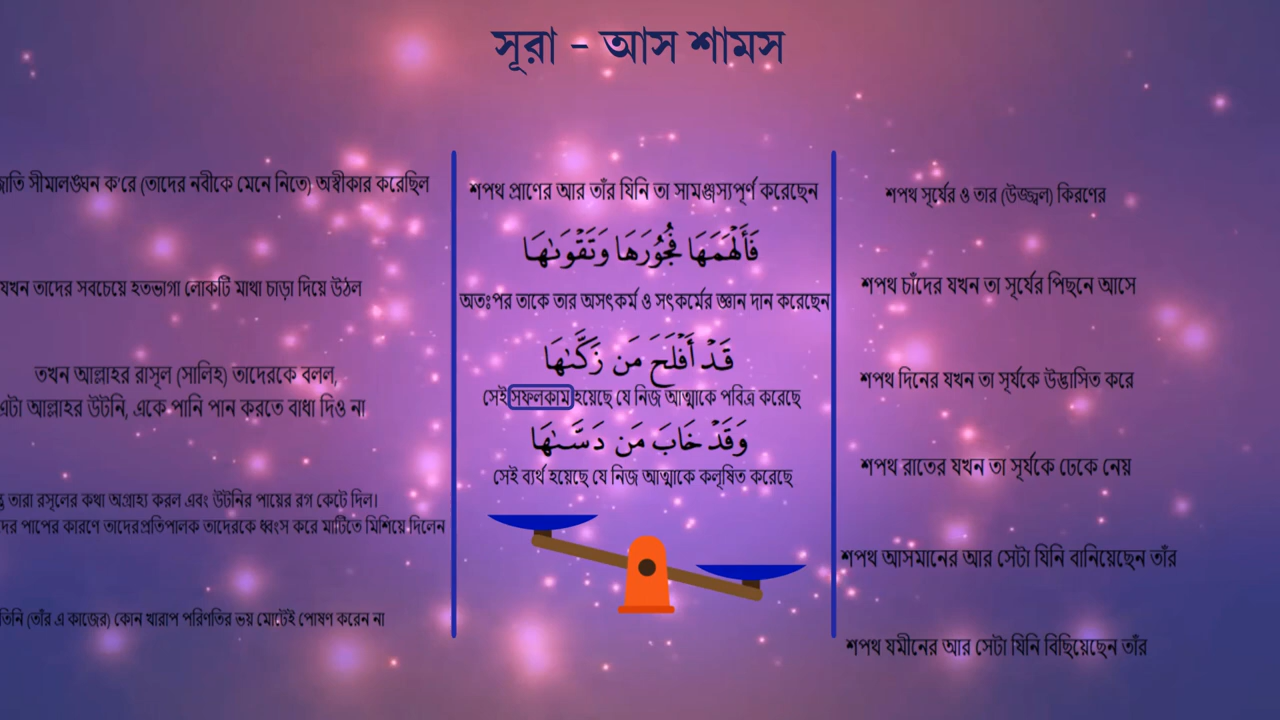 সূরা - আস শামস
জাতি সীমালঙ্ঘন ক'রে (তাদের নবীকে মেনে নিতে) অস্বীকার করেছিল
যখন তাদের সবচেয়ে হতভাগা লোকটি মাথা চাড়া দিয়ে উঠল
তখন আল্লাহর রাসূল (সালিহ) তাদেরকে বলল,
এটা আল্লাহর উটনি, একে পানি পান করতে বাধা দিও না
তারা রসূলের কথা অগ্রাহ্য করল এবং উটনির পায়ের রগ কেটে দিল।
পাপের কারণে তাদেরপ্রতিপালক তাদেরকে ধ্বংস করে মাটিতে মিশিয়ে দিলেন
তিনি (তাঁর এ কাজের) কোন খারাপ পরিণতির ভয় মোটেই পোষণ করেন না
শপথ প্রাণের আর তাঁর যিনি তা সামঞ্জস্যপূর্ণ করেছেন
فَأَلْهَمَهَا فُجُورَهَا وَتَقْوَىٰهَا
অতঃপর তাকে তার অসৎকর্ম ও সৎকর্মের জ্ঞান দান করেছেন
قَدْ أَفْلَحَ مَن زَكَّىٰهَا
সেই সফলকাম হয়েছে যে নিজ আত্মাকে পবিত্র করেছে
وَقَدْ خَابَ مَن دَسَّىٰهَا
সেই ব্যর্থ হয়েছে যে নিজ আত্মাকে কলূষিত করেছে
শপথ সূর্যের ও তার (উজ্জ্বল) কিরণের
শপথ চাঁদের যখন তা সূর্যের পিছনে আসে
শপথ দিনের যখন তা সূর্যকে উদ্ভাসিত করে
শপথ রাতের যখন তা সূর্যকে ঢেকে নেয়
শপথ আসমানের আর সেটা যিনি বানিয়েছেন তাঁর
শপথ যমীনের আর সেটা যিনি বিছিয়েছেন তাঁর